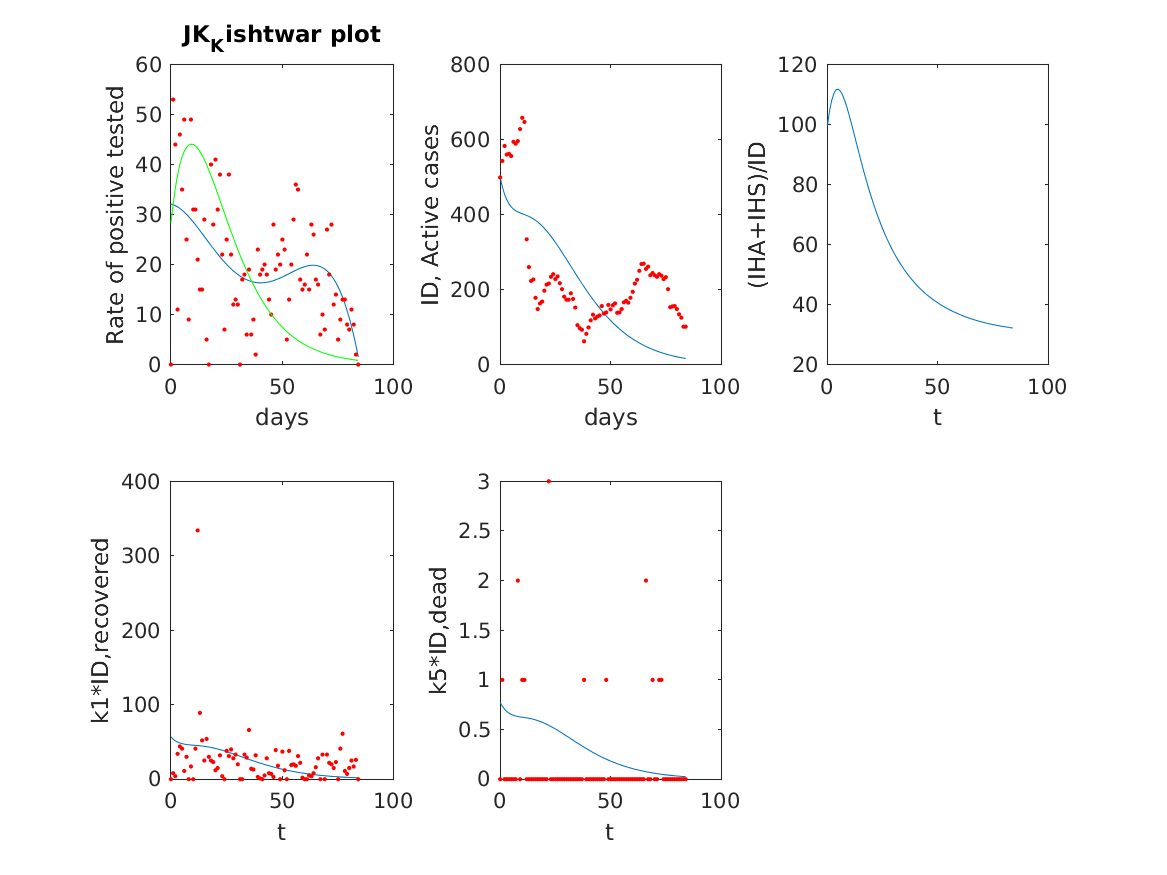 JK_Kishtwar plot
60
50
40
30
20
10
0
Rate of positive tested
0 50 100
days
800
600
400
200
0
ID, Active cases
0 50 100
days
120
100
80
60
40
20
(IHA+IHS)/ID
0 50 100
t
400
300
200
100
0
k1*ID,recovered
0 50 100
t
3
2.5
2
1.5
1
0.5
0
k5*ID,dead
0 50 100
t